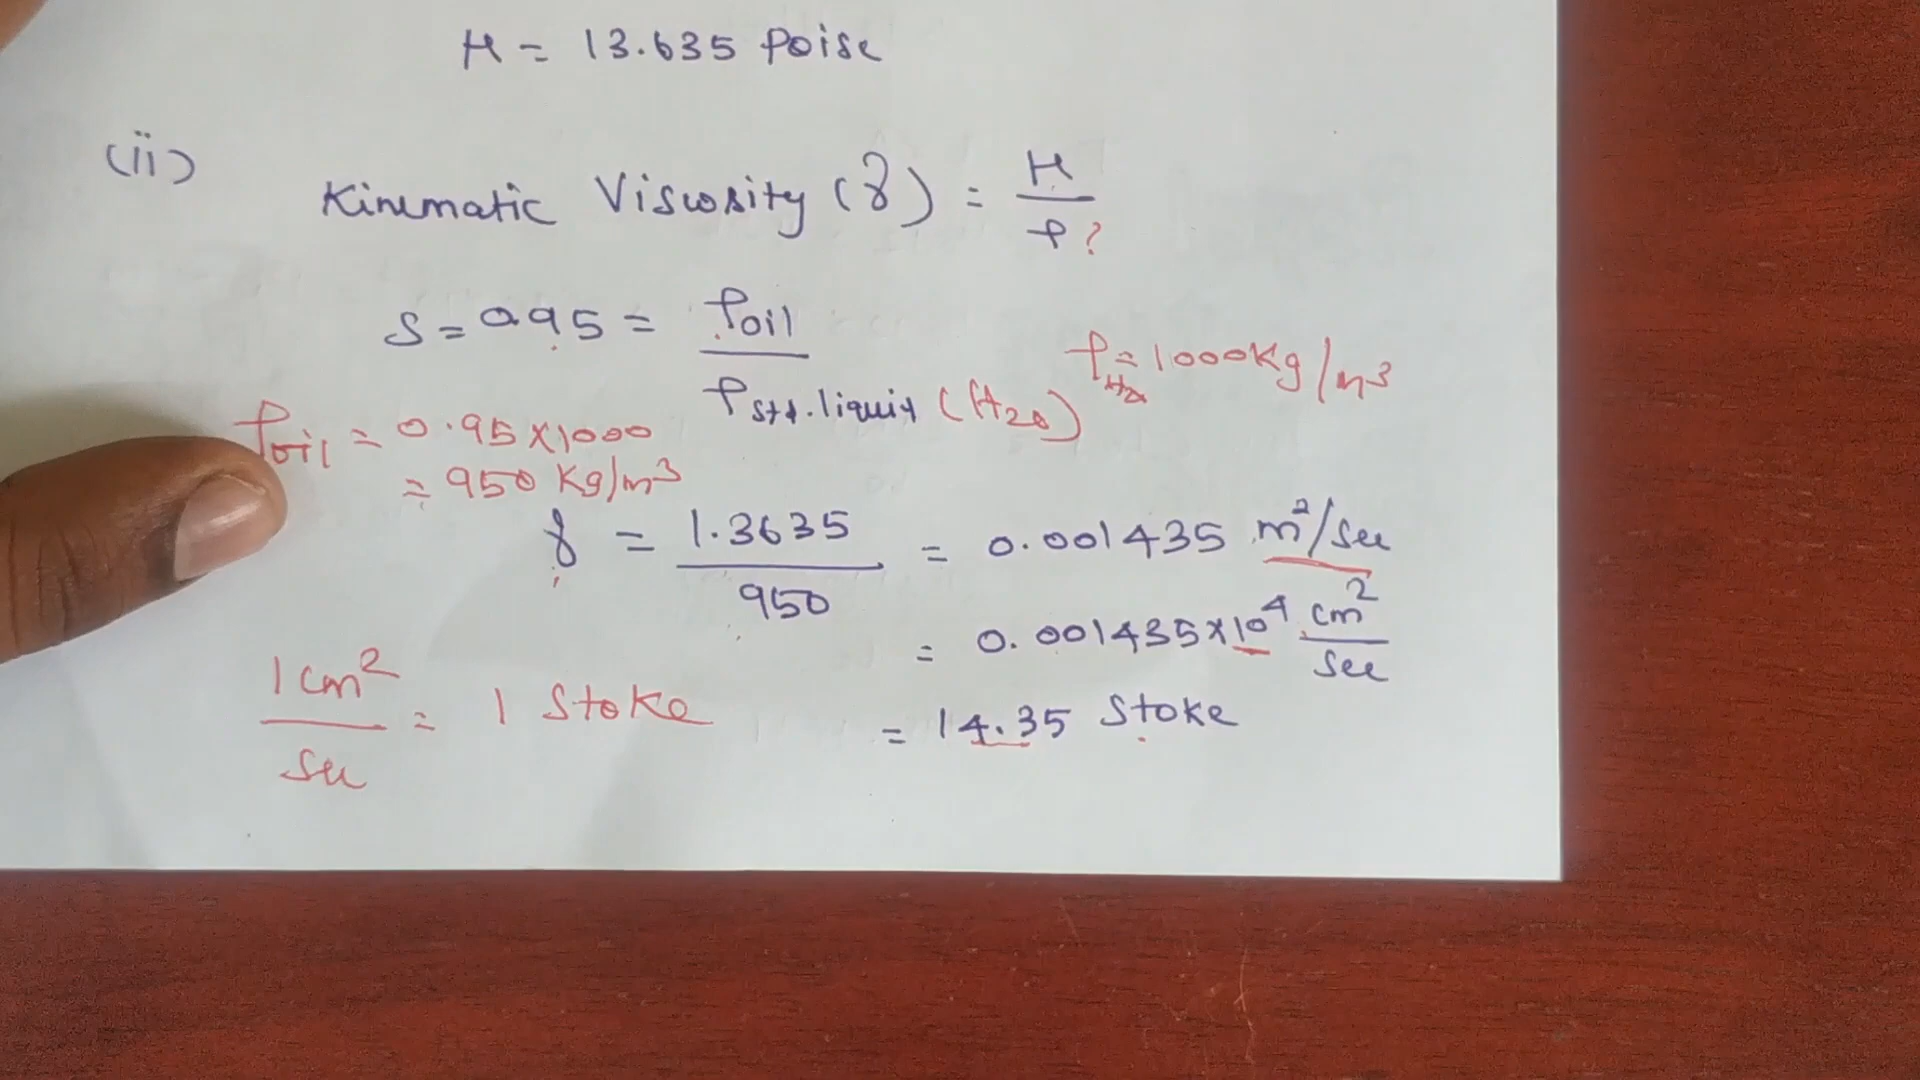 μ = 13.635 Poise
(ii)
Kinematic Viscosity (γ) = μ / ρ ?
S = 0.95 = ρoil / ρstd. liquid (H2O)
ρH2O = 1000 Kg/m³
ρoil = 0.95 × 1000
= 950 Kg/m³
γ = 1.3635 / 950 = 0.001435 m²/sec
= 0.001435 × 10⁴ cm² / sec
1 cm² / sec = 1 Stoke
= 14.35 Stoke